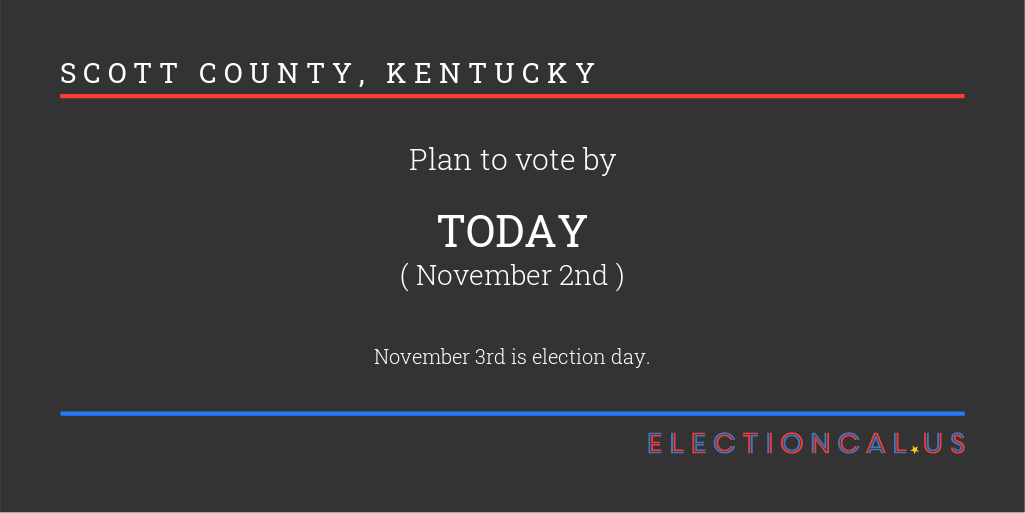 SCOTT COUNTY, KENTUCKY
Plan to vote by
TODAY
( November 2nd )
November 3rd is election day.
ELECTIONCAL.US